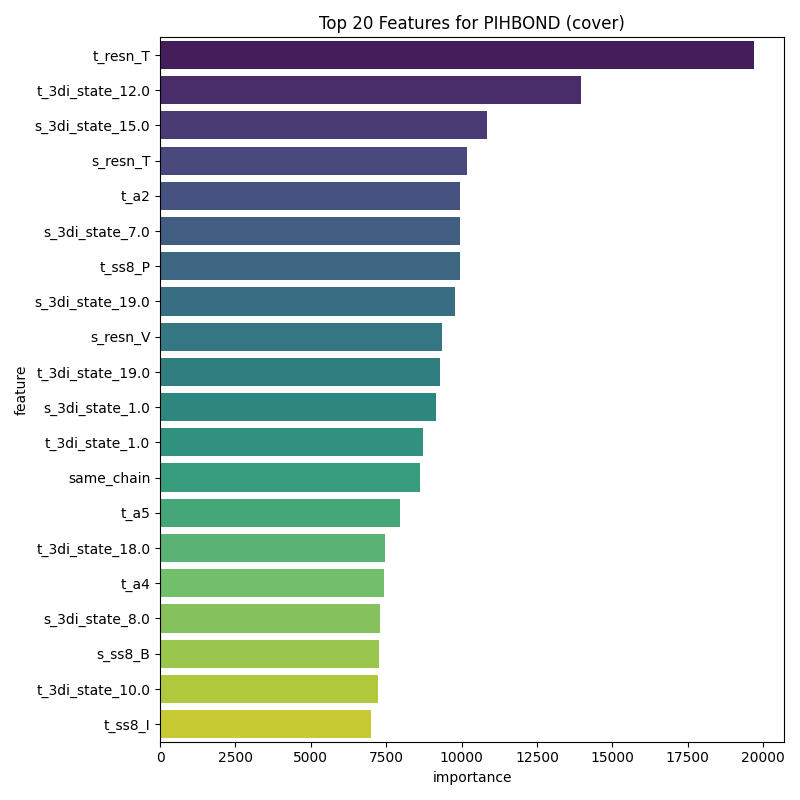 Top 20 Features for PIHBOND (cover)
t_resn_T
t_3di_state_12.0
s_3di_state_15.0
s_resn_T
t_a2
s_3di_state_7.0
t_ss8_P
s_3di_state_19.0
s_resn_V
t_3di_state_19.0
s_3di_state_1.0
t_3di_state_1.0
same_chain
t_a5
t_3di_state_18.0
t_a4
s_3di_state_8.0
s_ss8_B
t_3di_state_10.0
t_ss8_I
feature
0 2500 5000 7500 10000 12500 15000 17500 20000
importance